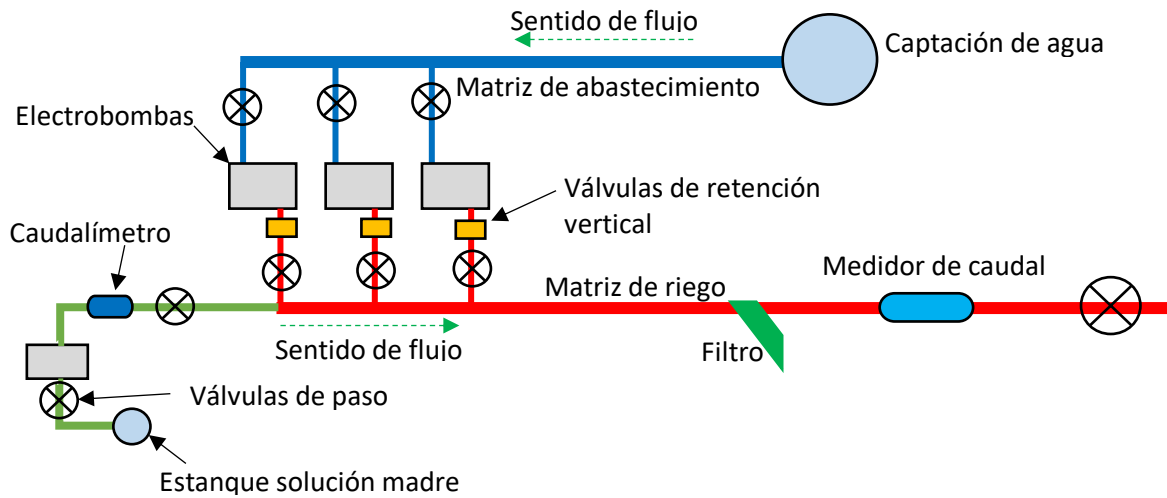 Sentido de flujo
Captación de agua
Matriz de abastecimiento
Electrobombas
Válvulas de retención
vertical
Caudalímetro
Medidor de caudal
Matriz de riego
Sentido de flujo
Filtro
Válvulas de paso
Estanque solución madre